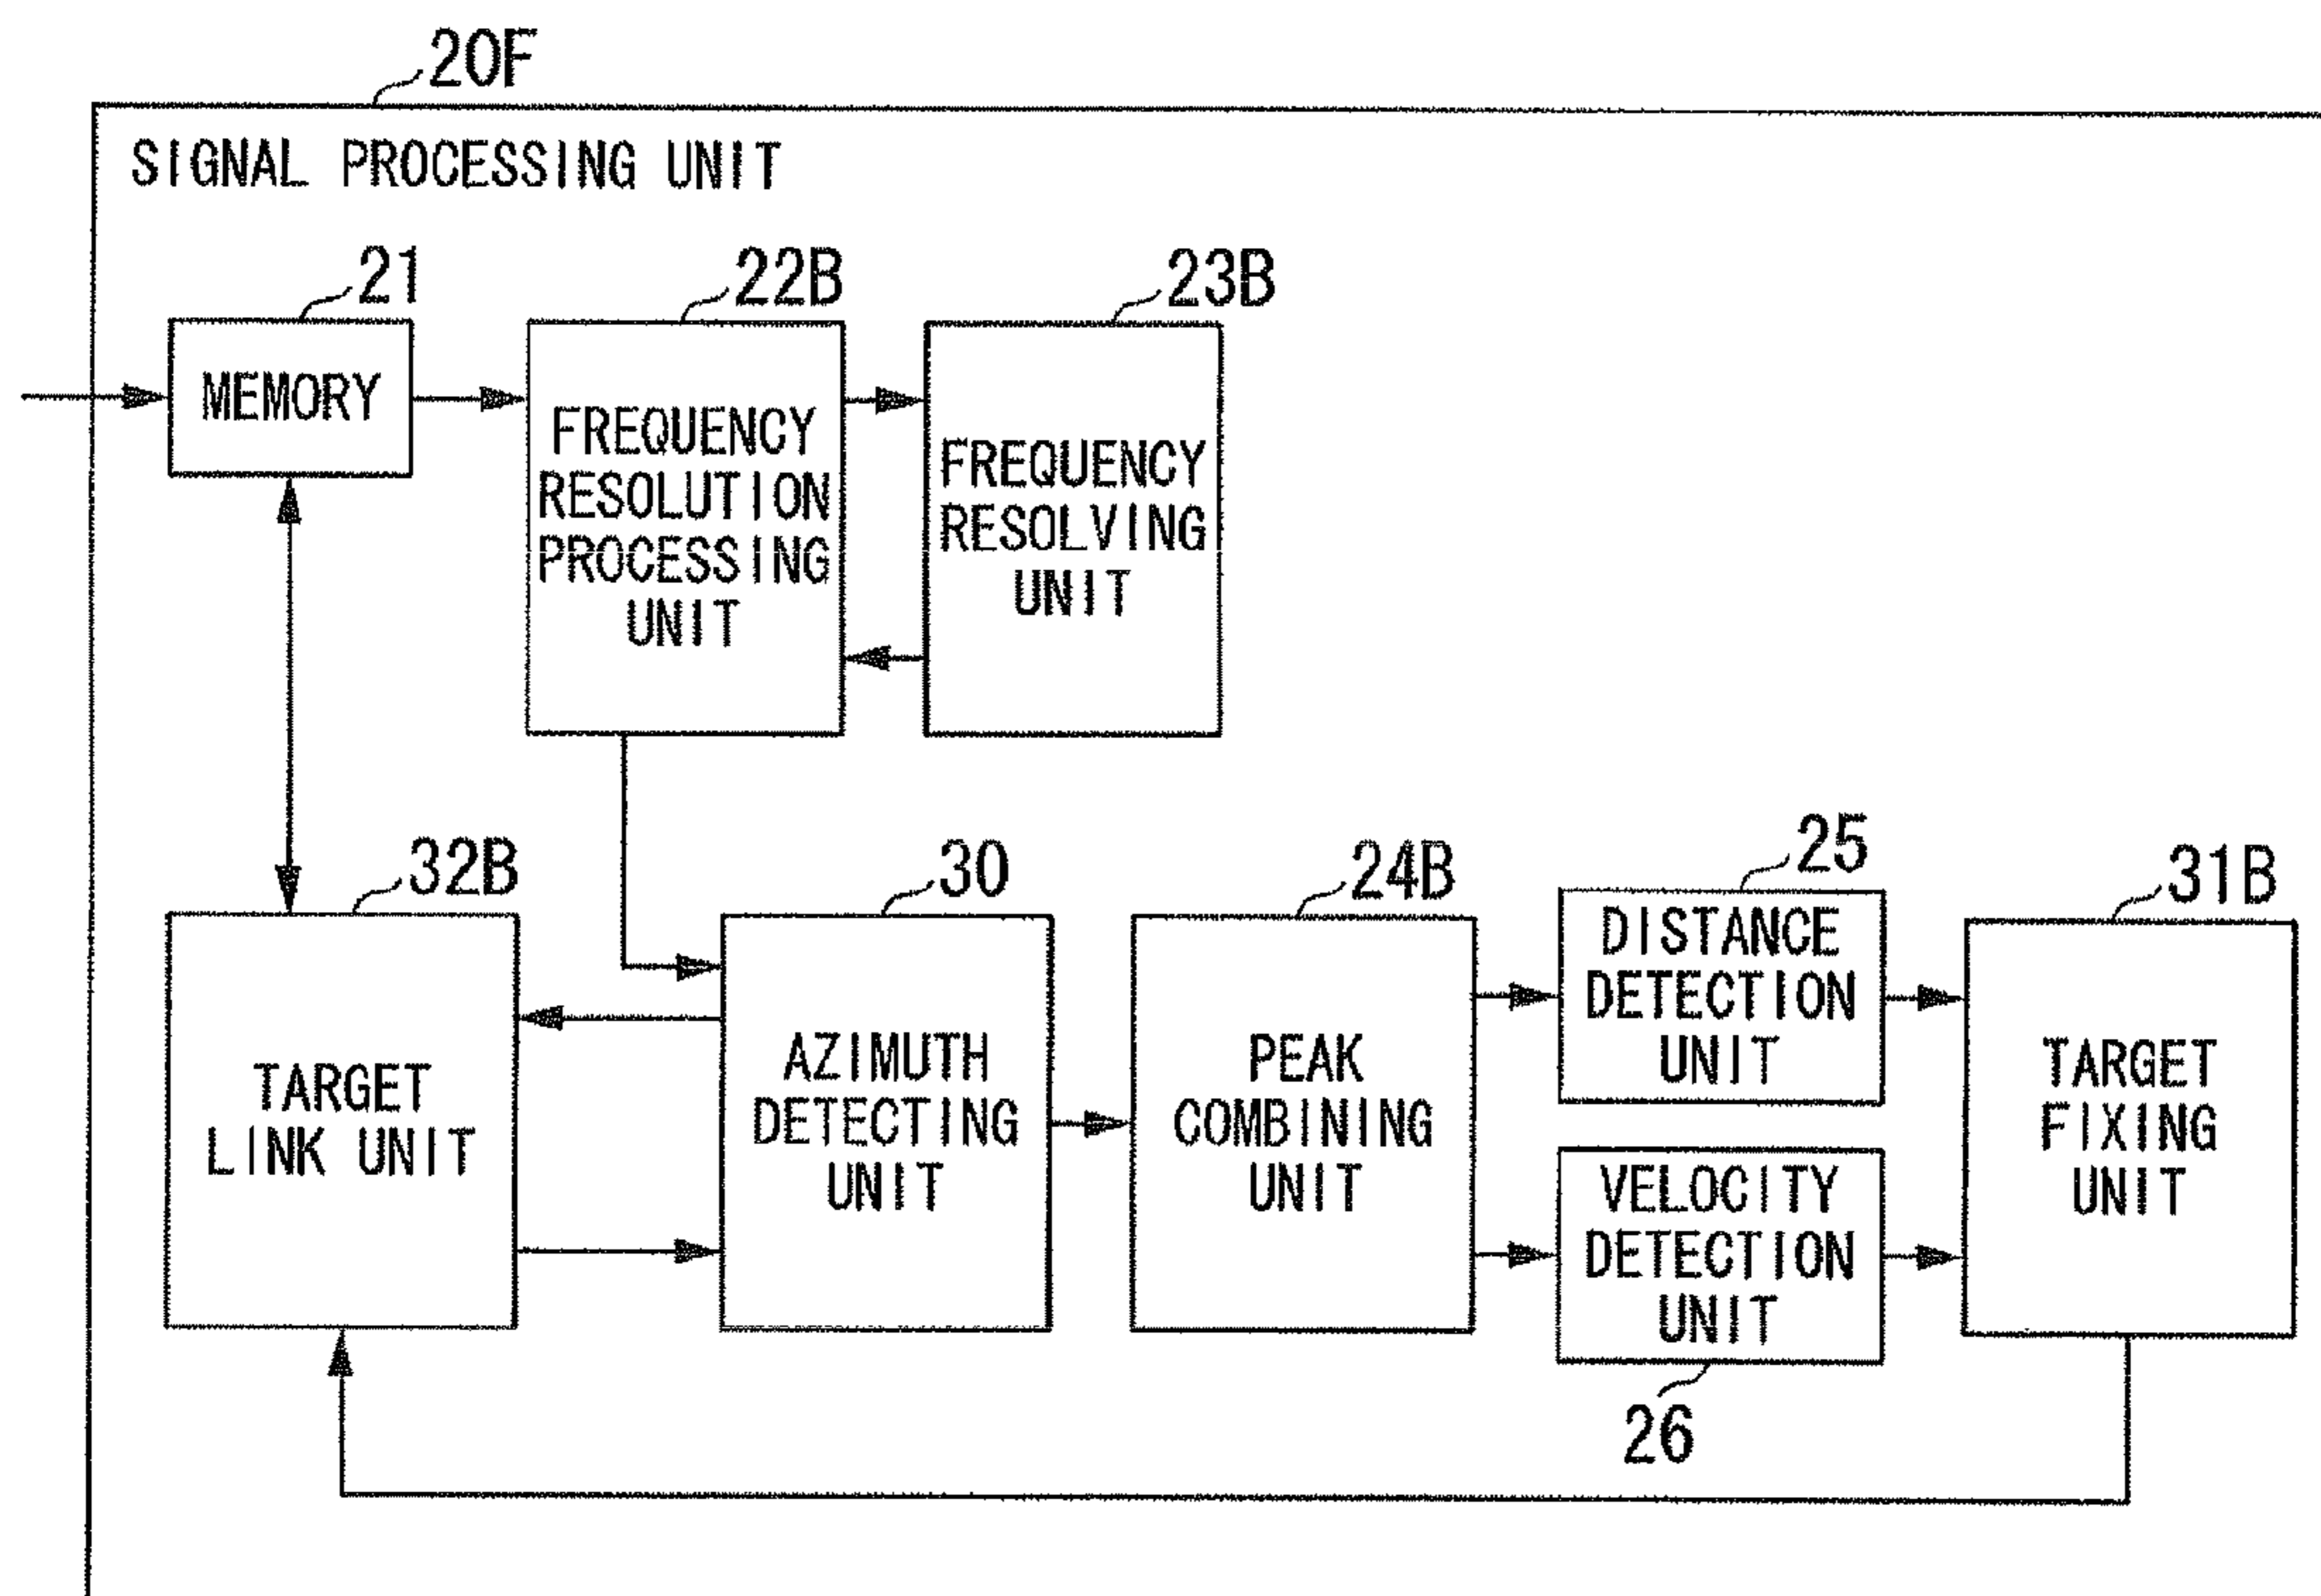 20F
SIGNAL PROCESSING UNIT
21
22B
23B
MEMORY
FREQUENCY
RESOLUTION
PROCESSING
UNIT
FREQUENCY
RESOLVING
UNIT
32B
30
24B
25
31B
TARGET
LINK UNIT
AZIMUTH
DETECTING
UNIT
PEAK
COMBINING
UNIT
DISTANCE
DETECTION
UNIT
VELOCITY
DETECTION
UNIT
26
TARGET
FIXING
UNIT